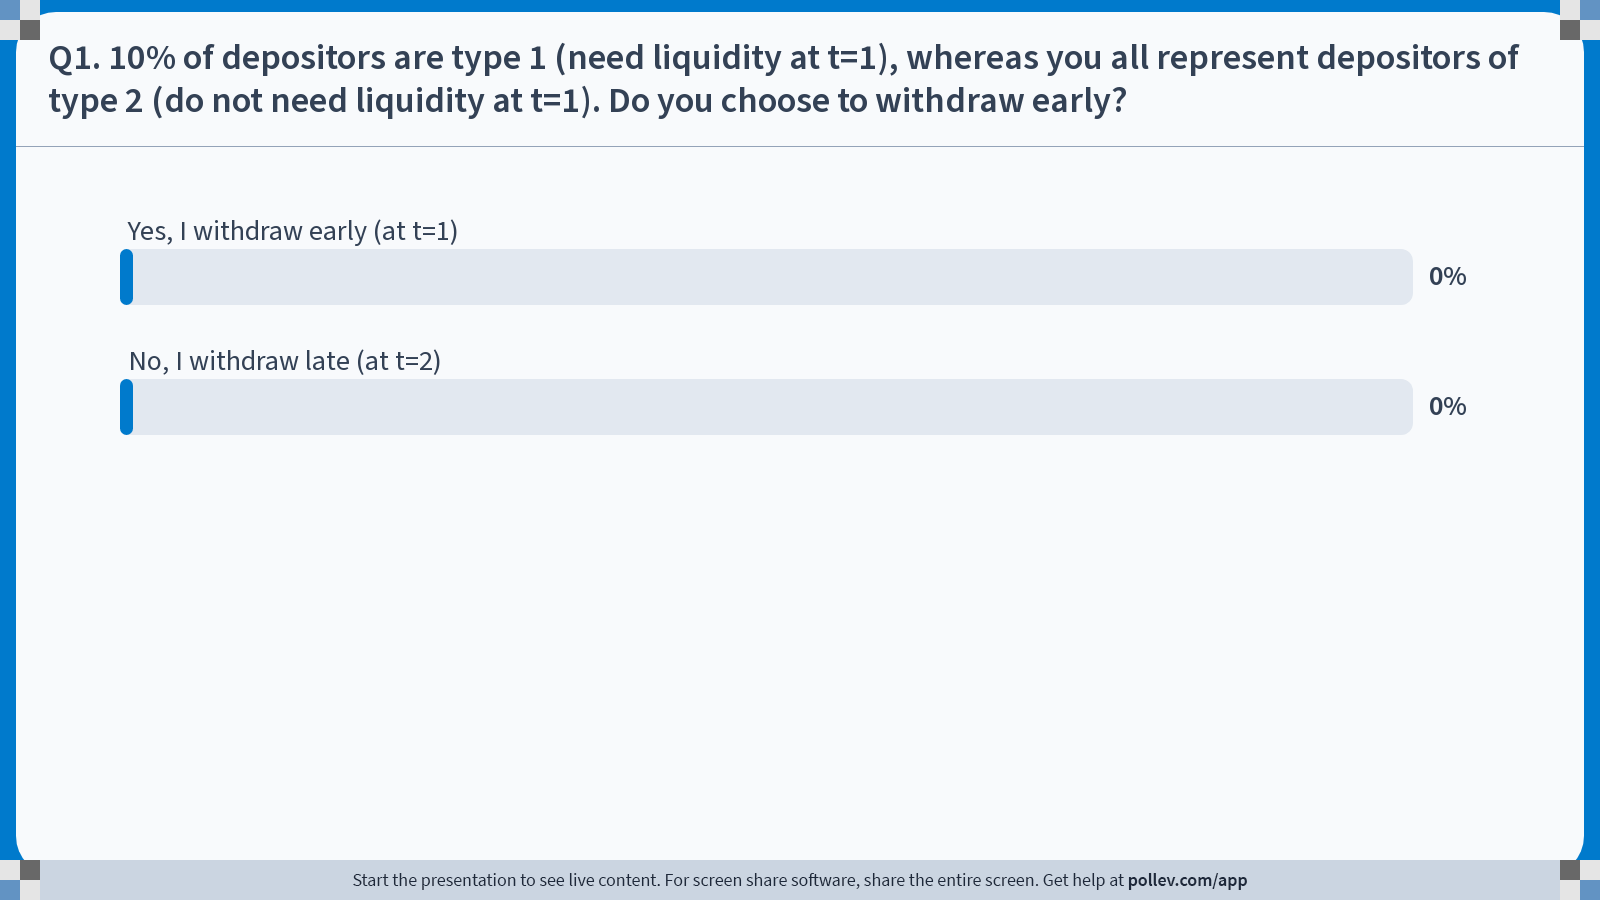 Q1. 10% of depositors are type 1 (need liquidity at t=1), whereas you all represent depositors of
type 2 (do not need liquidity at t=1). Do you choose to withdraw early?
Yes, I withdraw early (at t=1)
0%
No, I withdraw late (at t=2)
0%
Start the presentation to see live content. For screen share software, share the entire screen. Get help at pollev.com/app